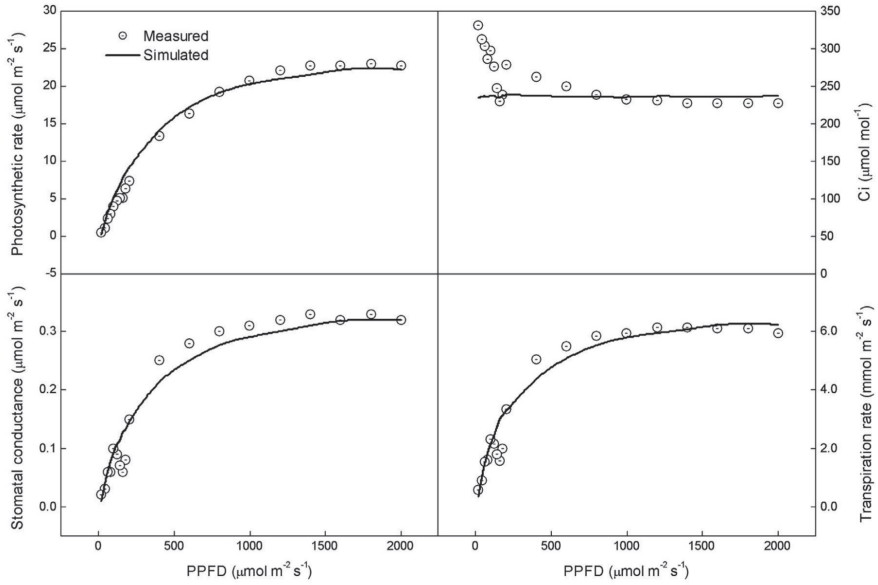 30
25
20
15
10
5
0
-5
Photosynthetic rate (μmol m⁻² s⁻¹)
Measured
Simulated
350
300
250
200
150
100
50
0
Ci (μmol mol⁻¹)
0.3
0.2
0.1
0.0
Stomatal conductance (μmol m⁻² s⁻¹)
6.0
4.0
2.0
0.0
Transpiration rate (mmol m⁻² s⁻¹)
0 500 1000 1500 2000
PPFD (μmol m⁻² s⁻¹)
0 500 1000 1500 2000
PPFD (μmol m⁻² s⁻¹)